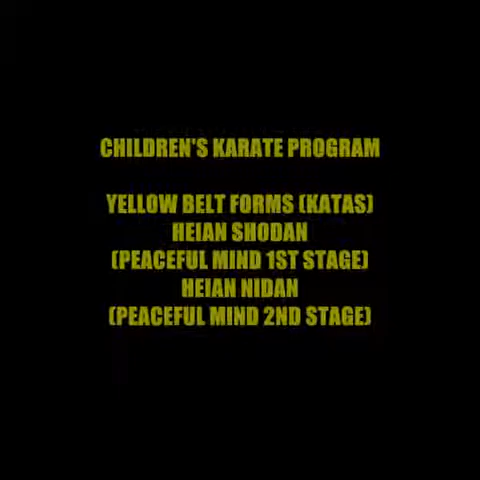 CHILDREN'S KARATE PROGRAM
YELLOW BELT FORMS (KATAS)
HEIAN SHODAN
(PEACEFUL MIND 1ST STAGE)
HEIAN NIDAN
(PEACEFUL MIND 2ND STAGE)